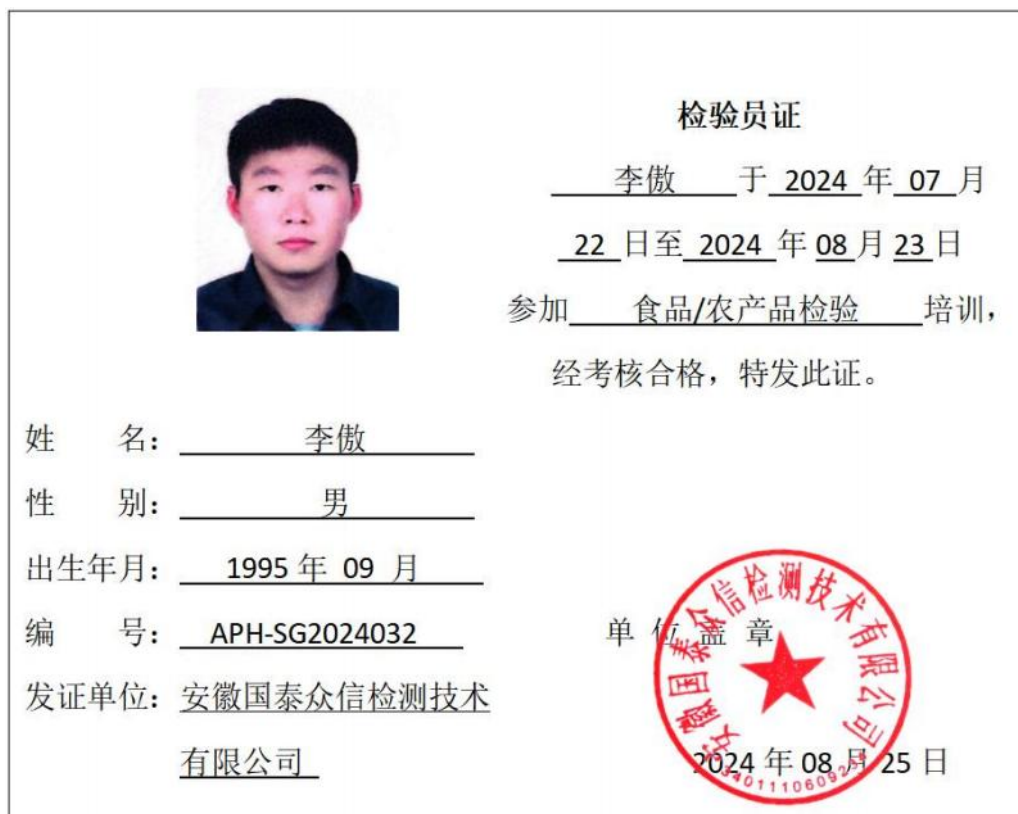 检验员证
李傲 于 2024 年 07 月
22 日至 2024 年 08 月 23 日
参加 食品/农产品检验 培训，
经考核合格，特发此证。
姓 名： 李傲
性 别： 男
出生年月： 1995 年 09 月
编 号： APH-SG2024032
发证单位：安徽国泰众信检测技术
有限公司
单 位 盖 章
安徽国泰众信检测技术有限公司
2024 年 08 月 25 日